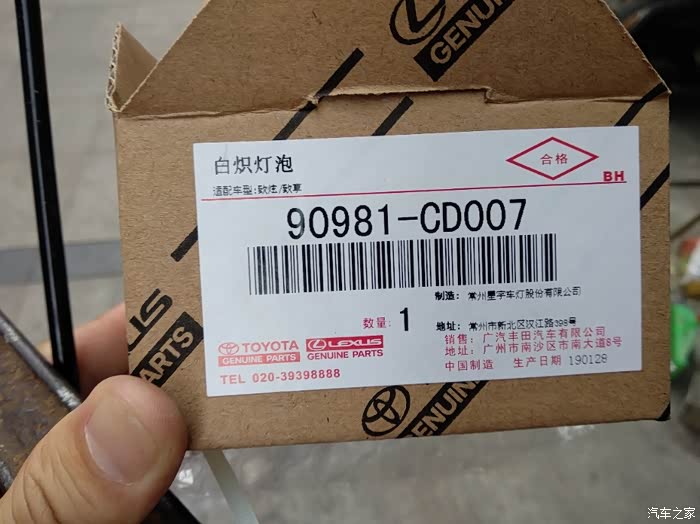 GENUINE
白炽灯泡
合格
适配车型:致炫/致享
BH
90981-CD007
制造: 常州星宇车灯股份有限公司
数量: 1
地址: 常州市新北区汉江路398号
销售: 广汽丰田汽车有限公司
地址: 广州市南沙区市南大道8号
中国制造 生产日期 190128
TOYOTA
GENUINE PARTS
LEXUS
GENUINE PARTS
TEL 020-39398888
PARTS
GENUINE
汽车之家